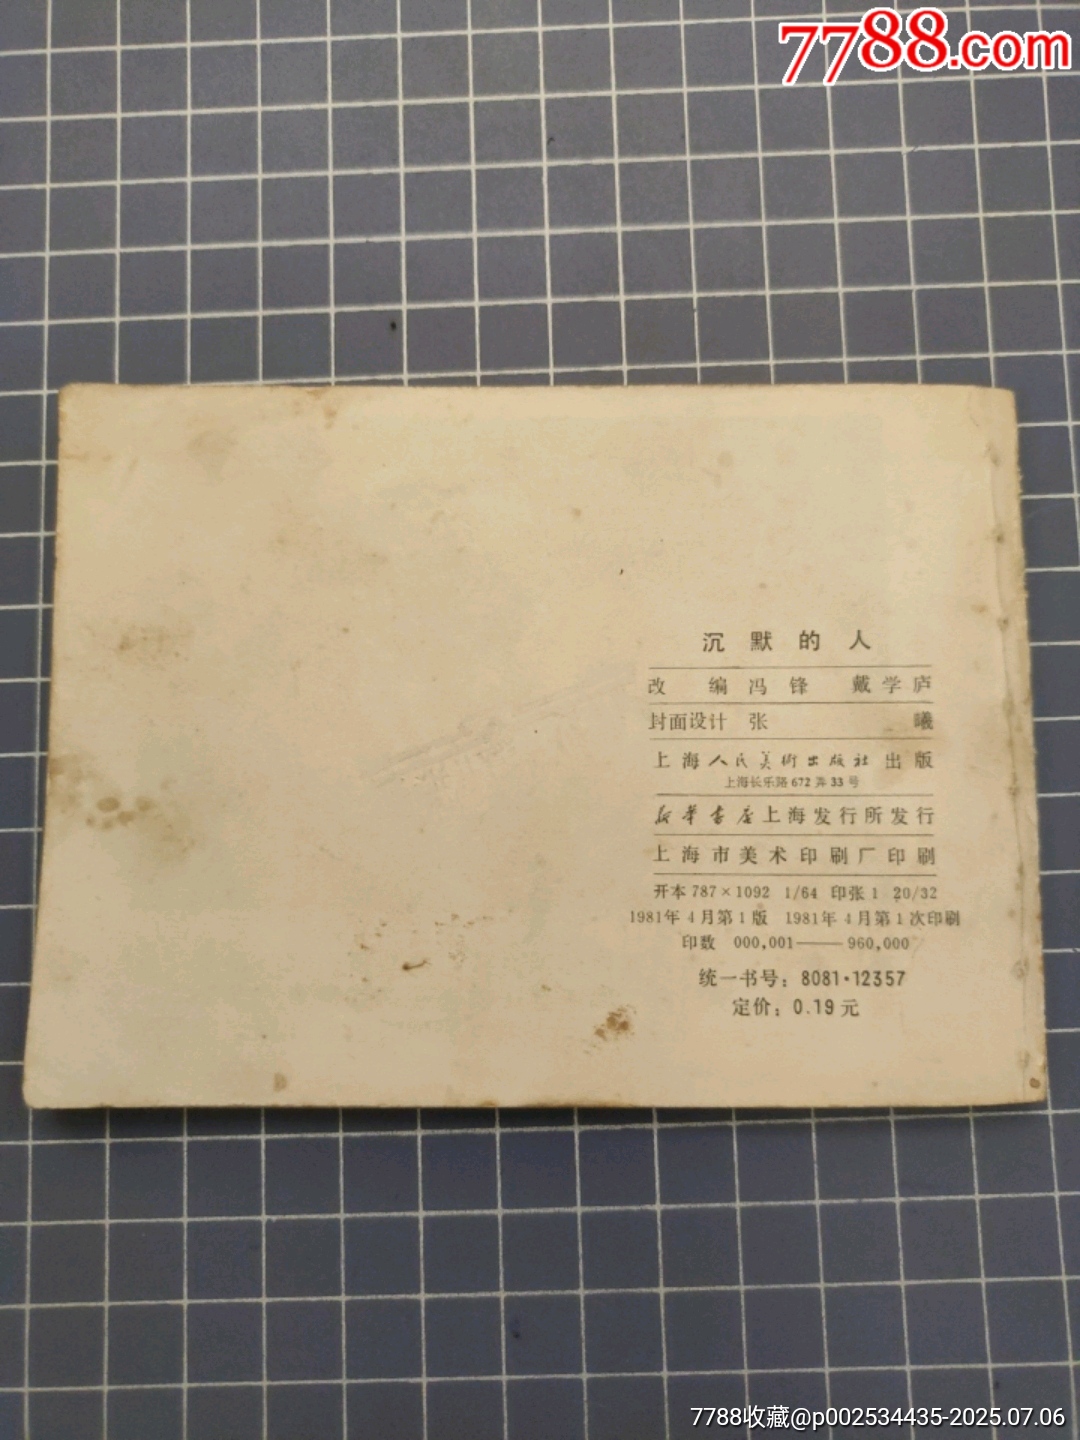 7788.com
沉默的人
改 编 冯 锋 戴学庐
封面设计 张 曦
上海人民美術出版社出版
上海长乐路672弄33号
新华书店上海发行所发行
上海市美术印刷厂印刷
开本 787×1092 1/64 印张 1 20/32
1981年4月第1版 1981年4月第1次印刷
印数 000,001——960,000
统一书号：8081·12357
定价：0.19元
7788收藏@p002534435-2025.07.06